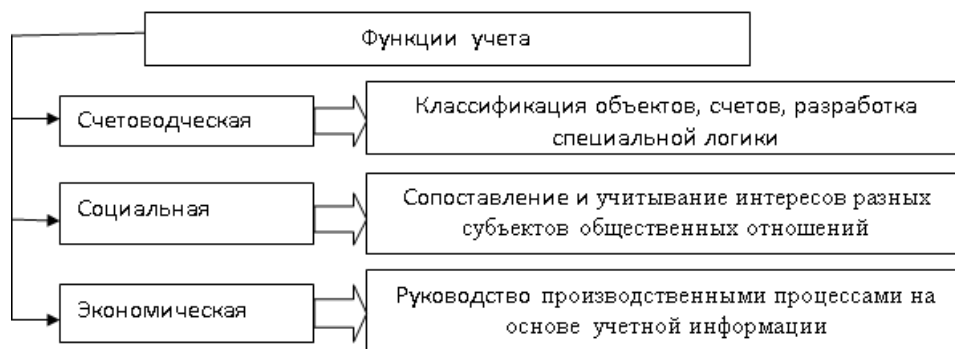 Функции учета
Счетоводческая
Классификация объектов, счетов, разработка
специальной логики
Социальная
Сопоставление и учитывание интересов разных
субъектов общественных отношений
Экономическая
Руководство производственными процессами на
основе учетной информации